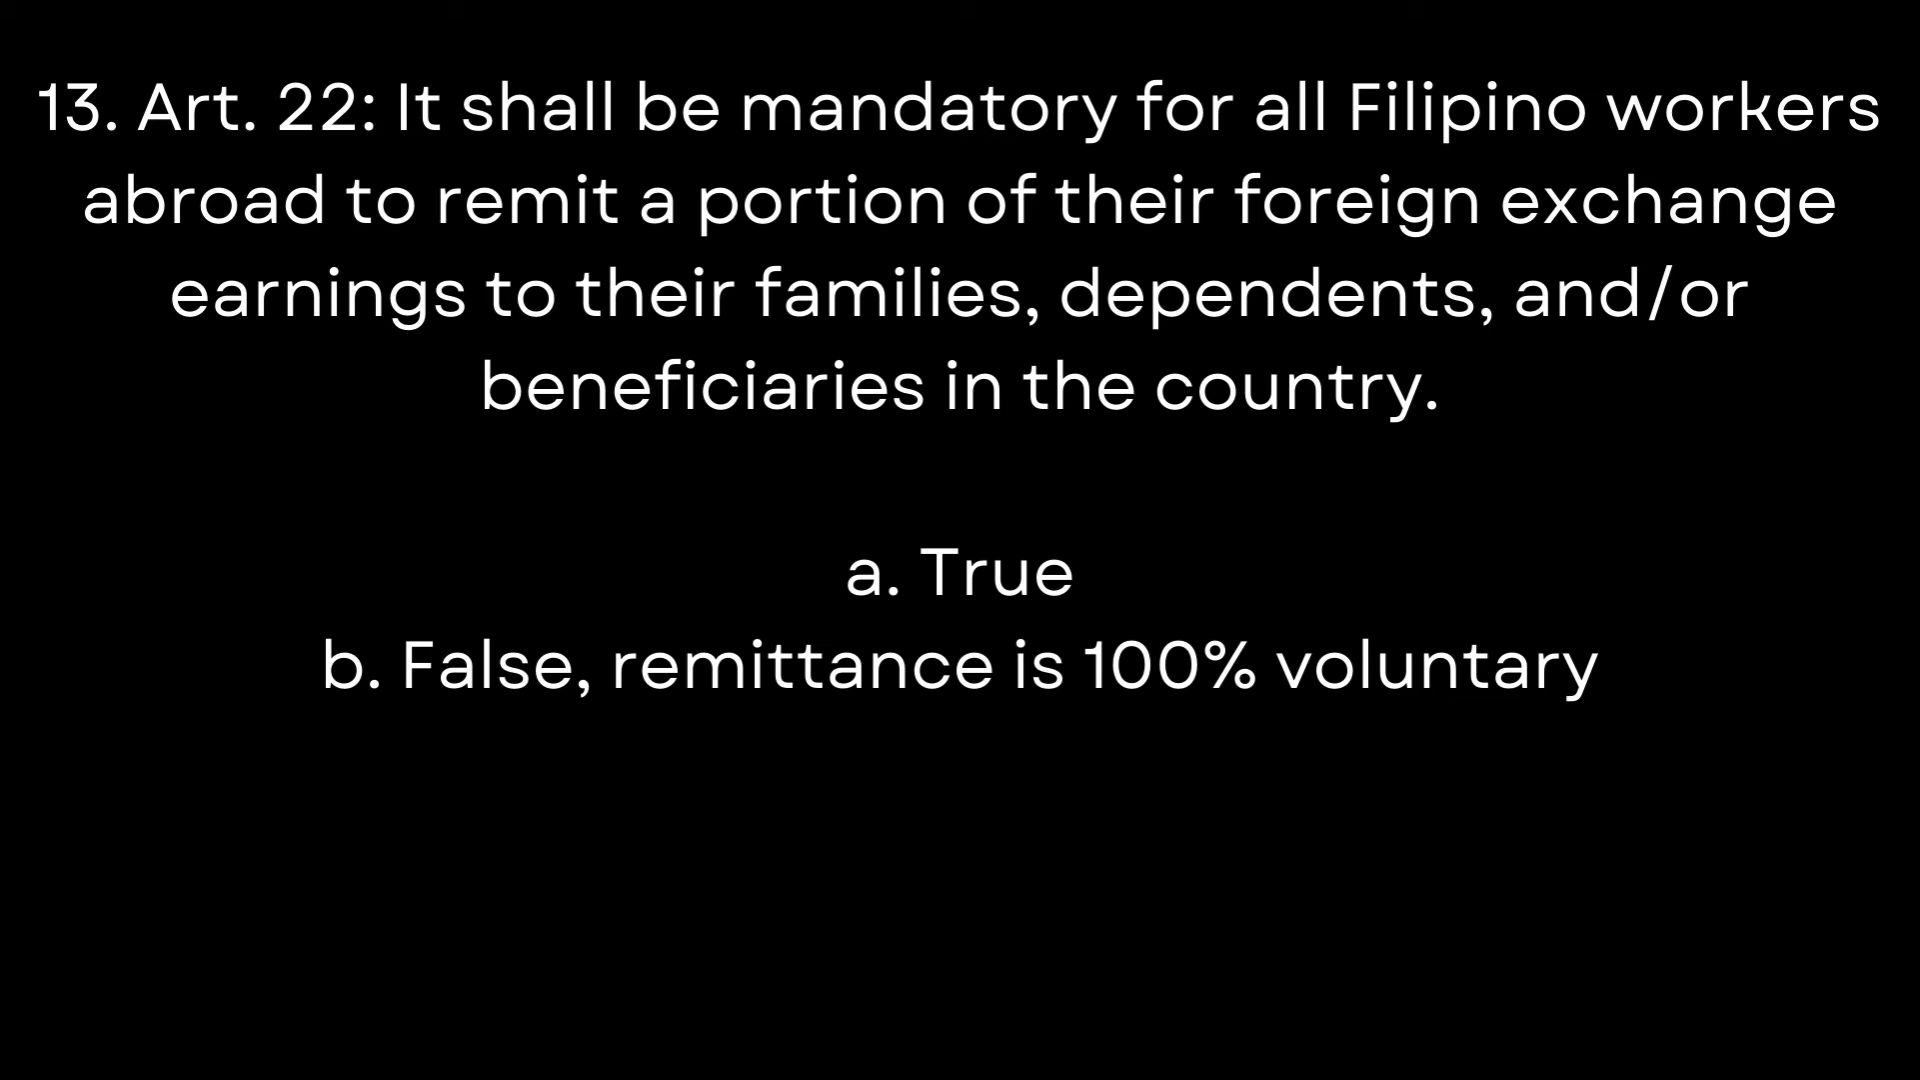 13. Art. 22: It shall be mandatory for all Filipino workers
abroad to remit a portion of their foreign exchange
earnings to their families, dependents, and/or
beneficiaries in the country.
a. True
b. False, remittance is 100% voluntary